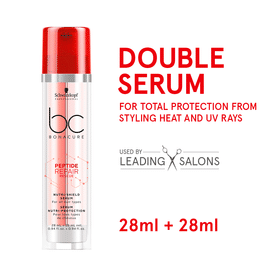 Schwarzkopf
PROFESSIONAL
bc
BONACURE
PEPTIDE
REPAIR
RESCUE
NUTRI-SHIELD
SERUM
DOUBLE
SERUM
FOR TOTAL PROTECTION FROM
STYLING HEAT AND UV RAYS
USED BY
LEADING SALONS
28ml + 28ml